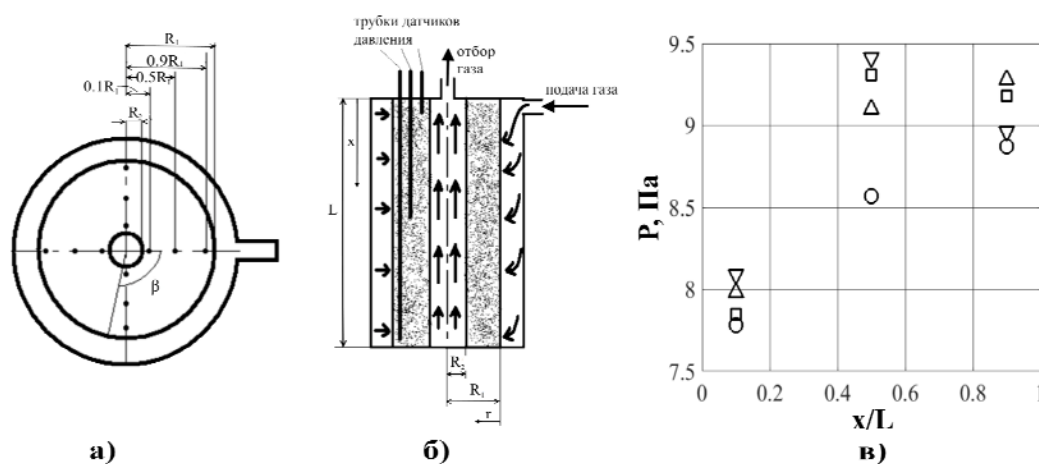 R₁
0.9R₁
0.5R₁
0.1R₁
R₂
β
а)
трубки датчиков
давления
отбор
газа
подача газа
x
L
R₂
R₁
r
б)
9.5
9
8.5
8
7.5
P, Па
0
0.2
0.4
0.6
0.8
1
x/L
в)